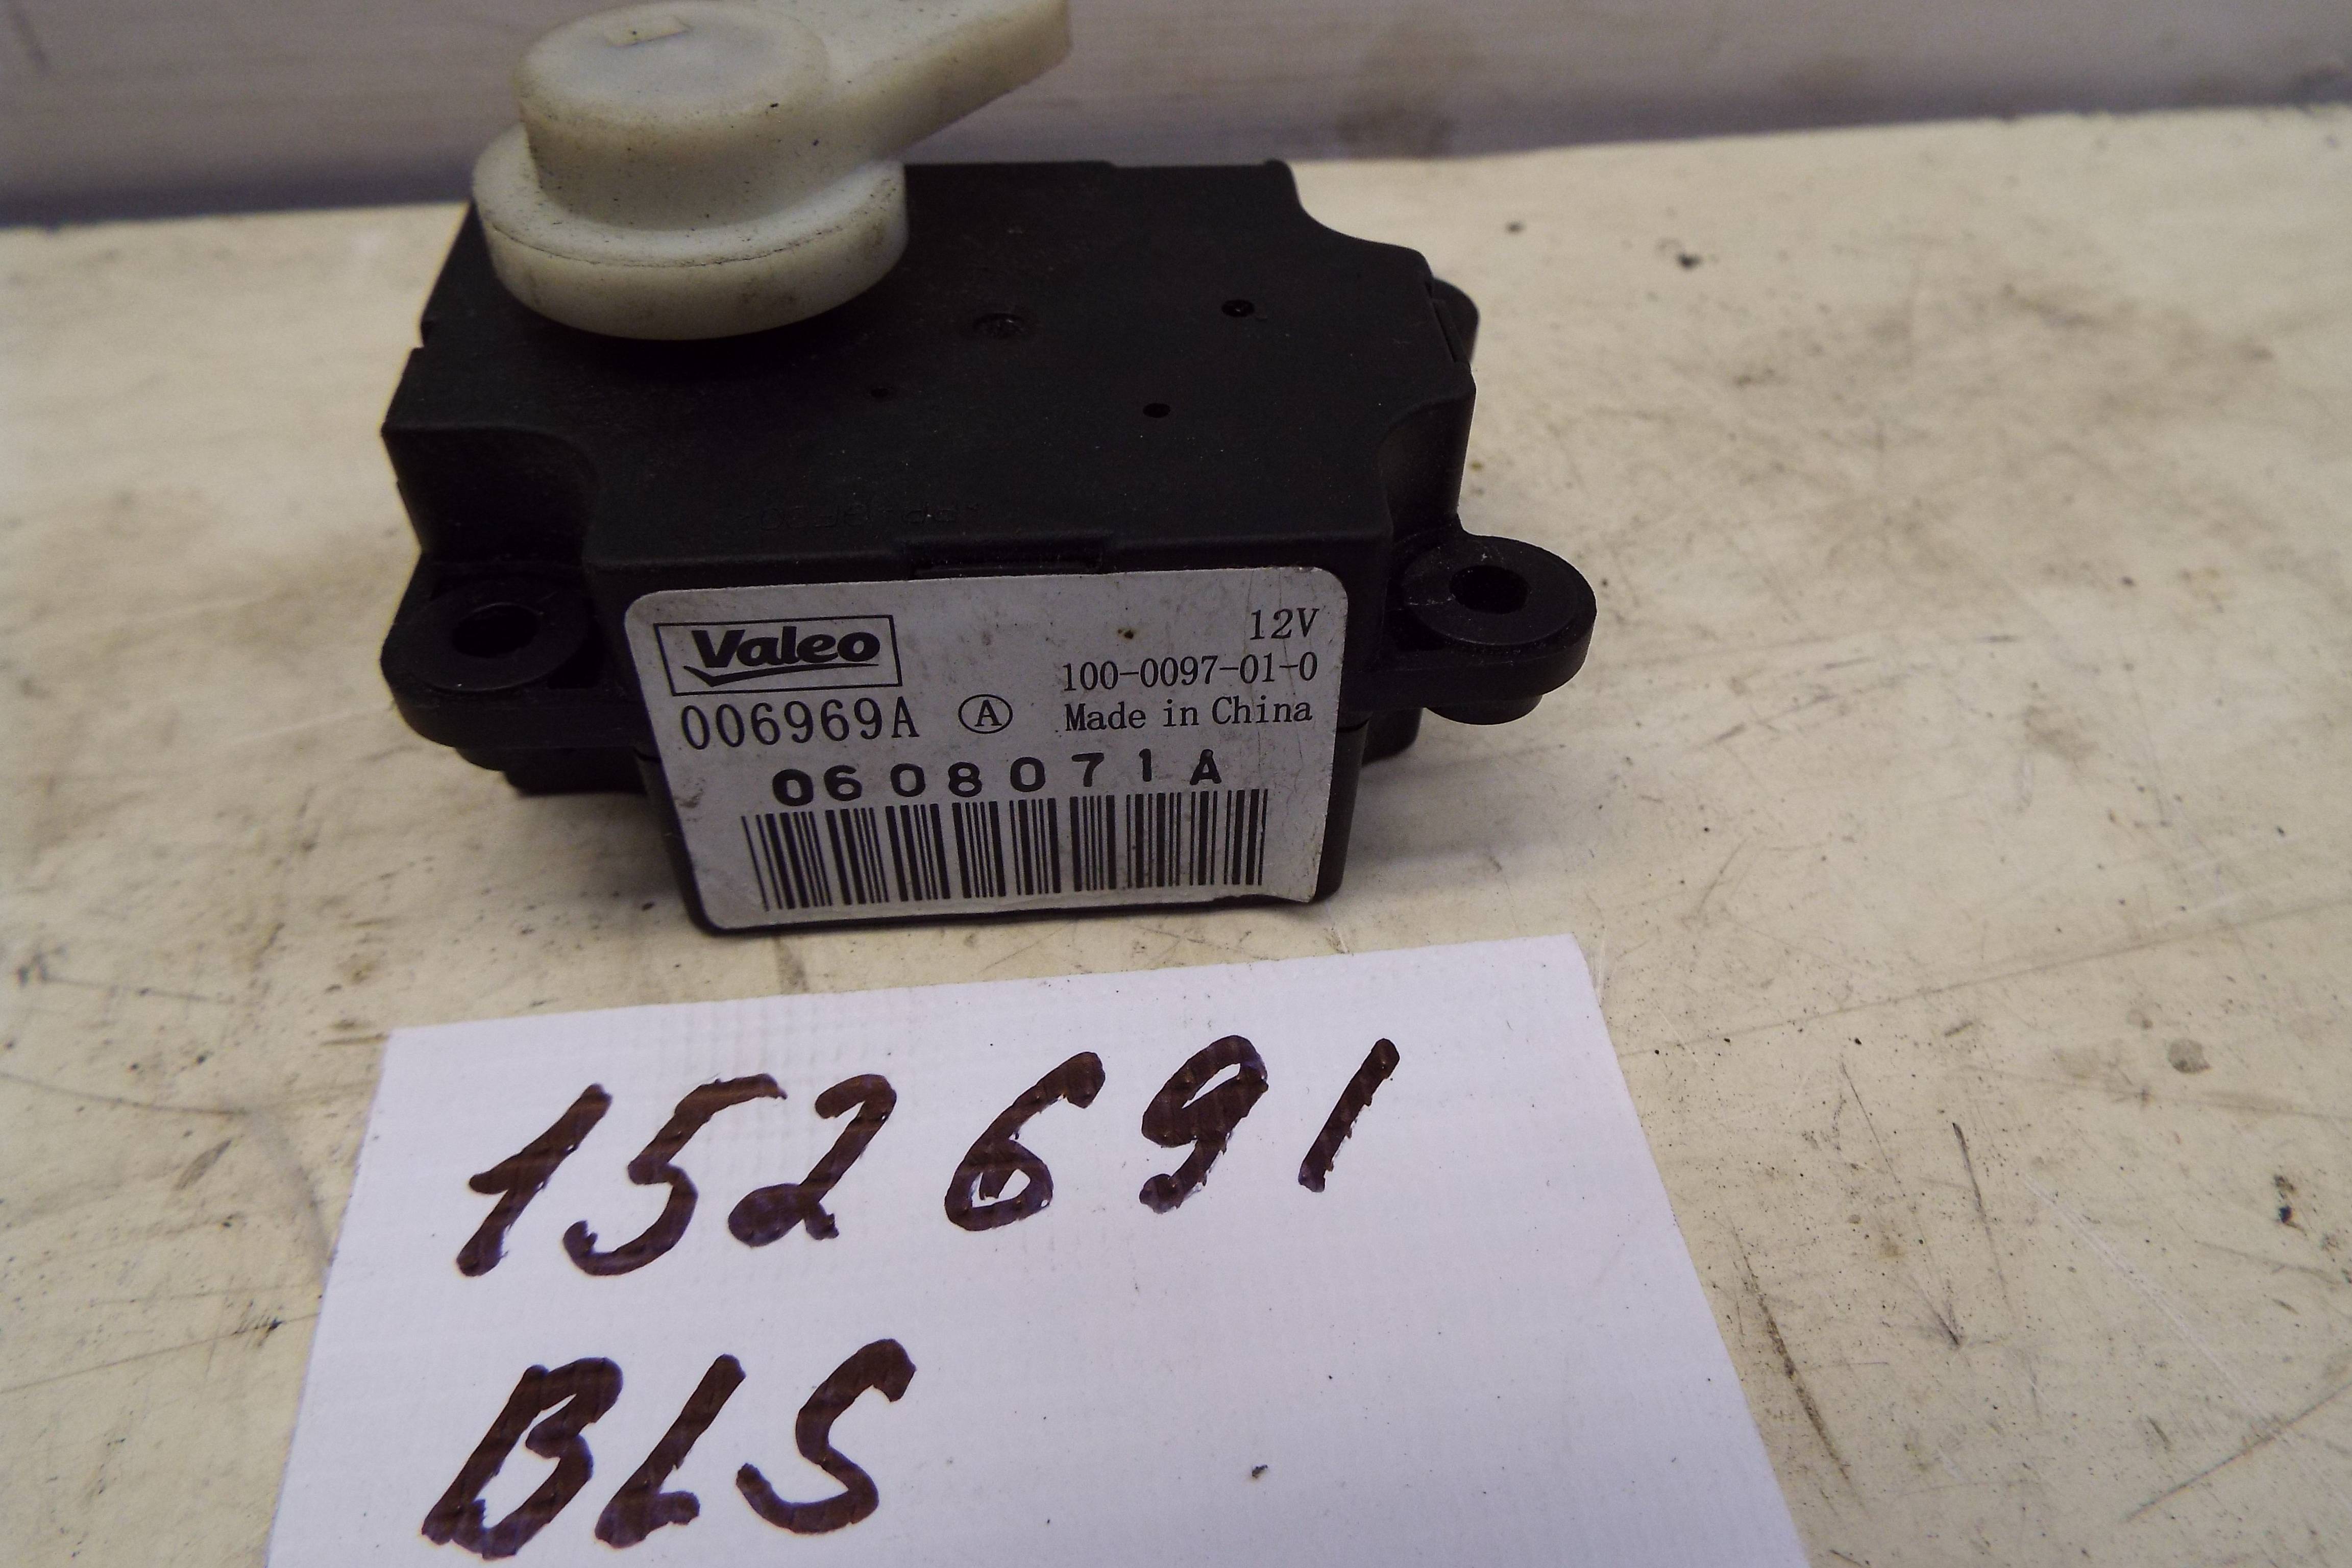 Valeo
12V
100-0097-01-0
006969A Ⓐ Made in China
0608071A
152691
BLS